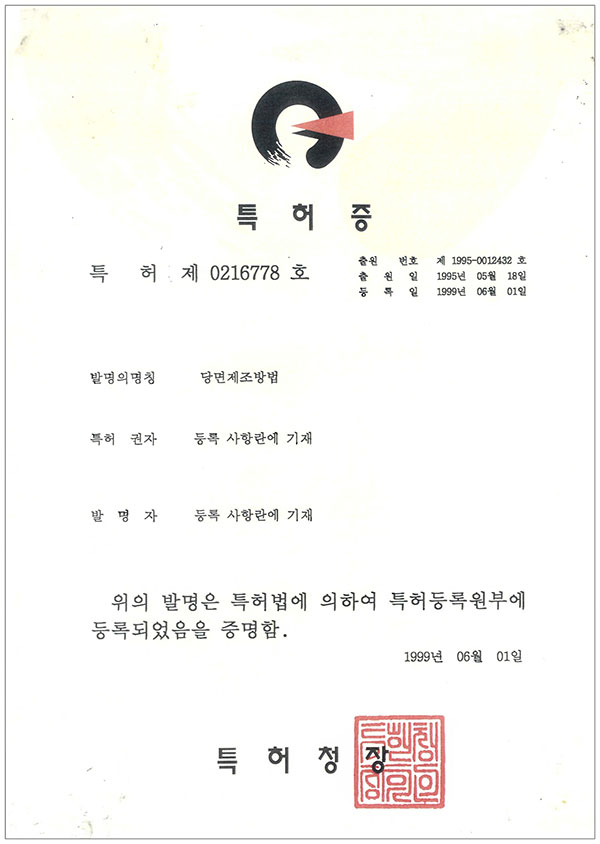 특 허 증
특 허 제 0216778 호
출원 번호 제 1995-0012432 호
출 원 일 1995년 05월 18일
등 록 일 1999년 06월 01일
발명의명칭 당면제조방법
특허 권자 등록 사항란에 기재
발 명 자 등록 사항란에 기재
위의 발명은 특허법에 의하여 특허등록원부에
등록되었음을 증명함.
1999년 06월 01일
특 허 청 장